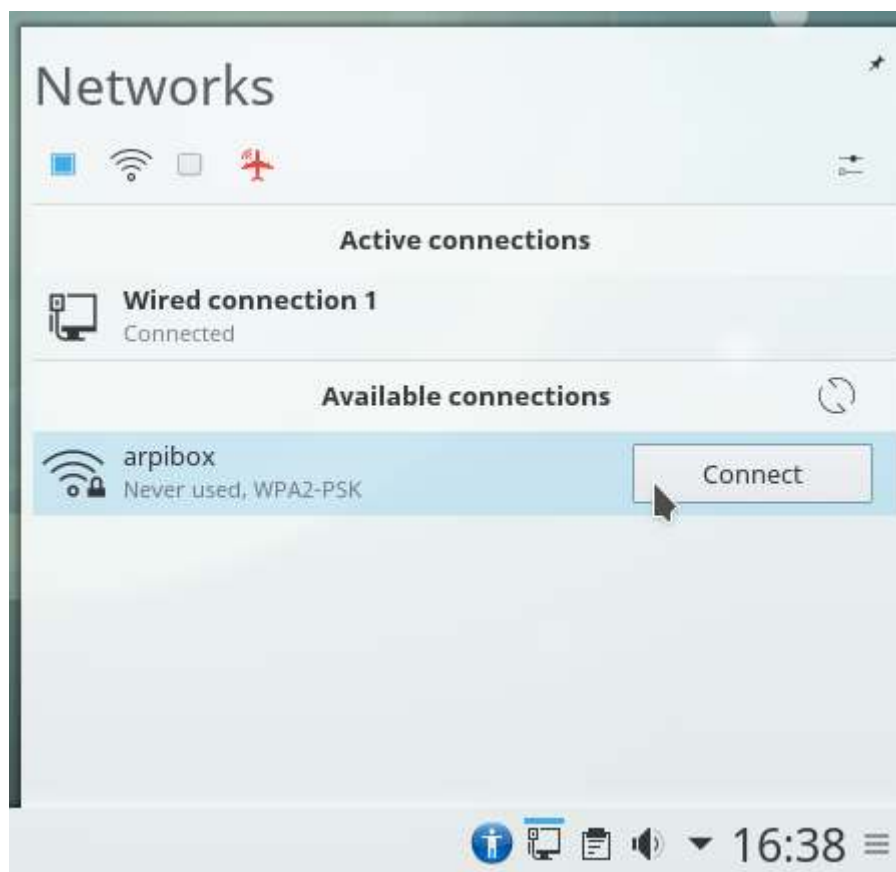 Networks
Active connections
Wired connection 1
Connected
Available connections
arpibox
Never used, WPA2-PSK
Connect
16:38